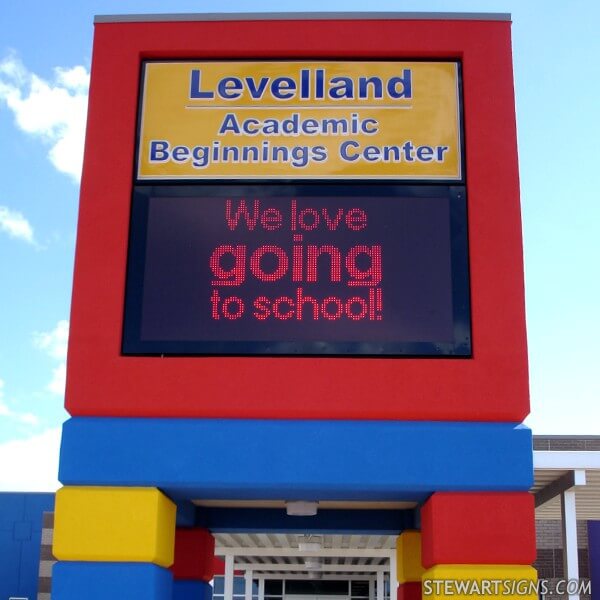 Levelland
Academic
Beginnings Center
We love
going
to school!
STEWARTSIGNS.COM